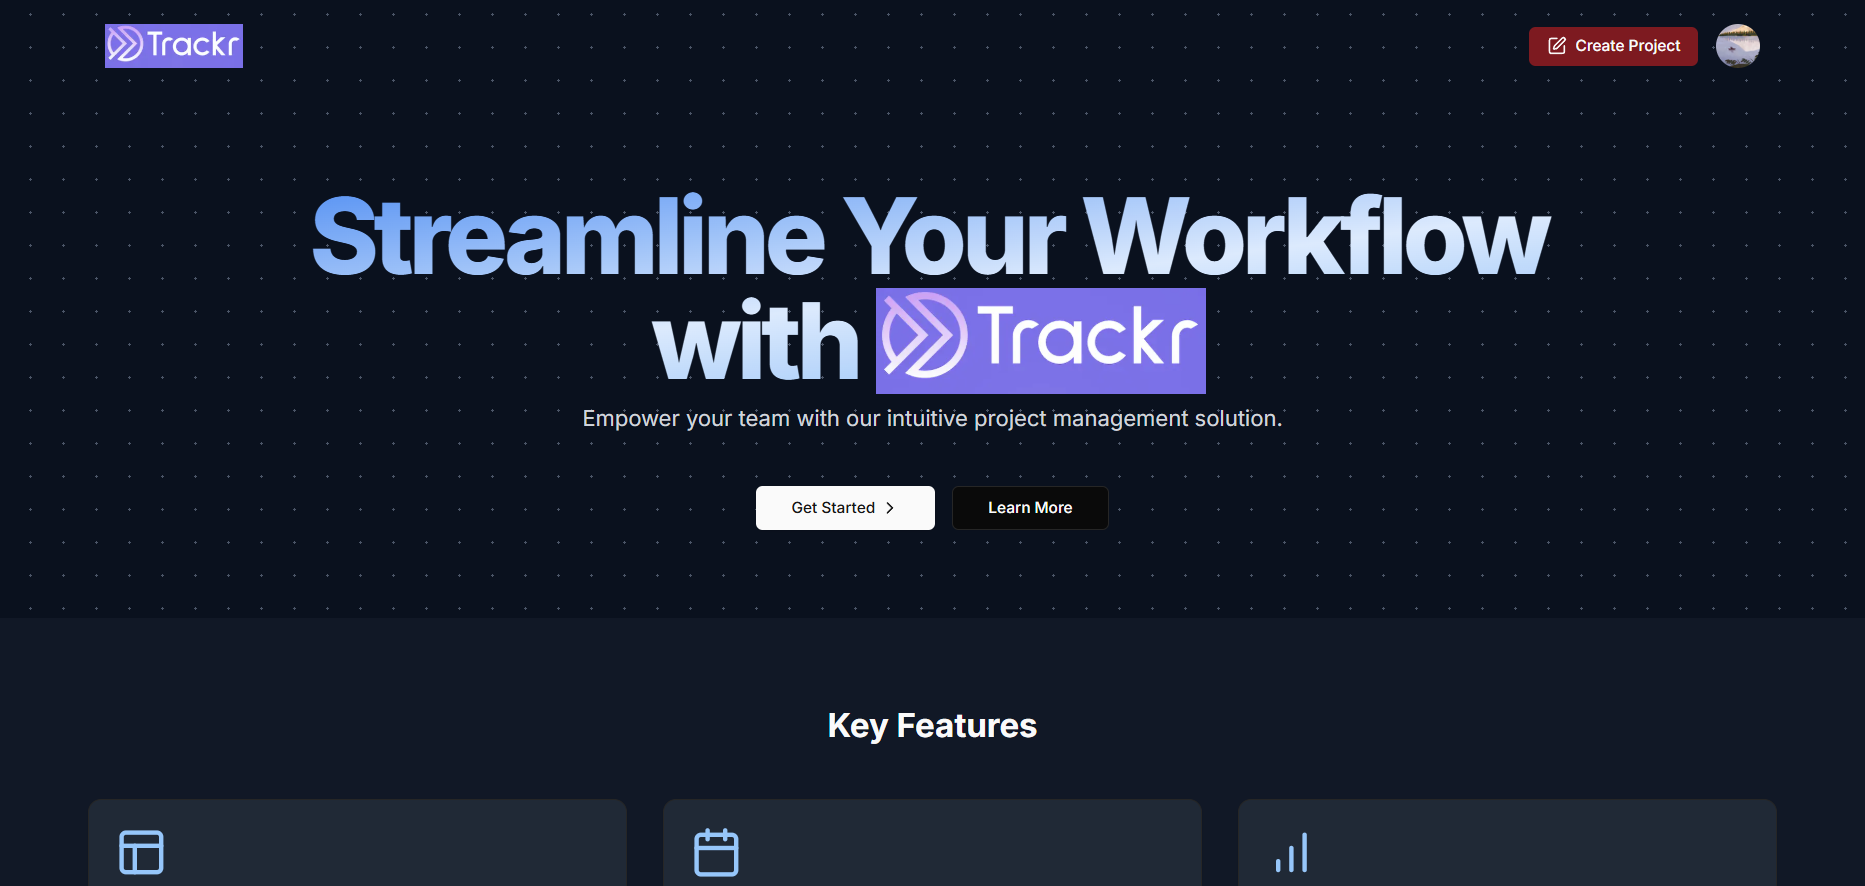 Trackr
Create Project
Streamline Your Workflow
with Trackr
Empower your team with our intuitive project management solution.
Get Started
Learn More
Key Features